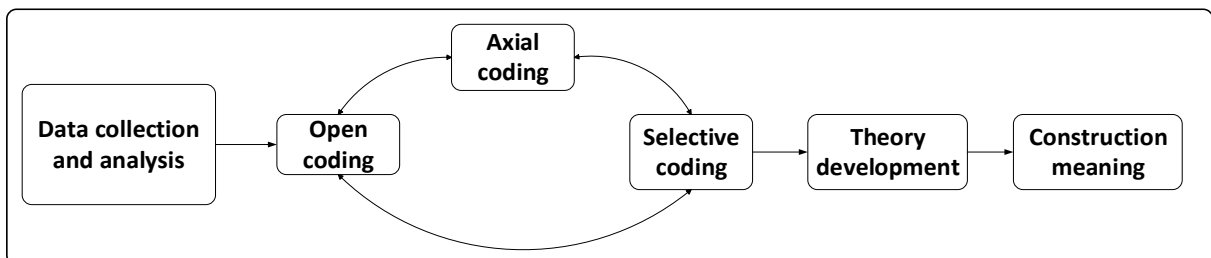 Data collection
and analysis
Open
coding
Axial
coding
Selective
coding
Theory
development
Construction
meaning